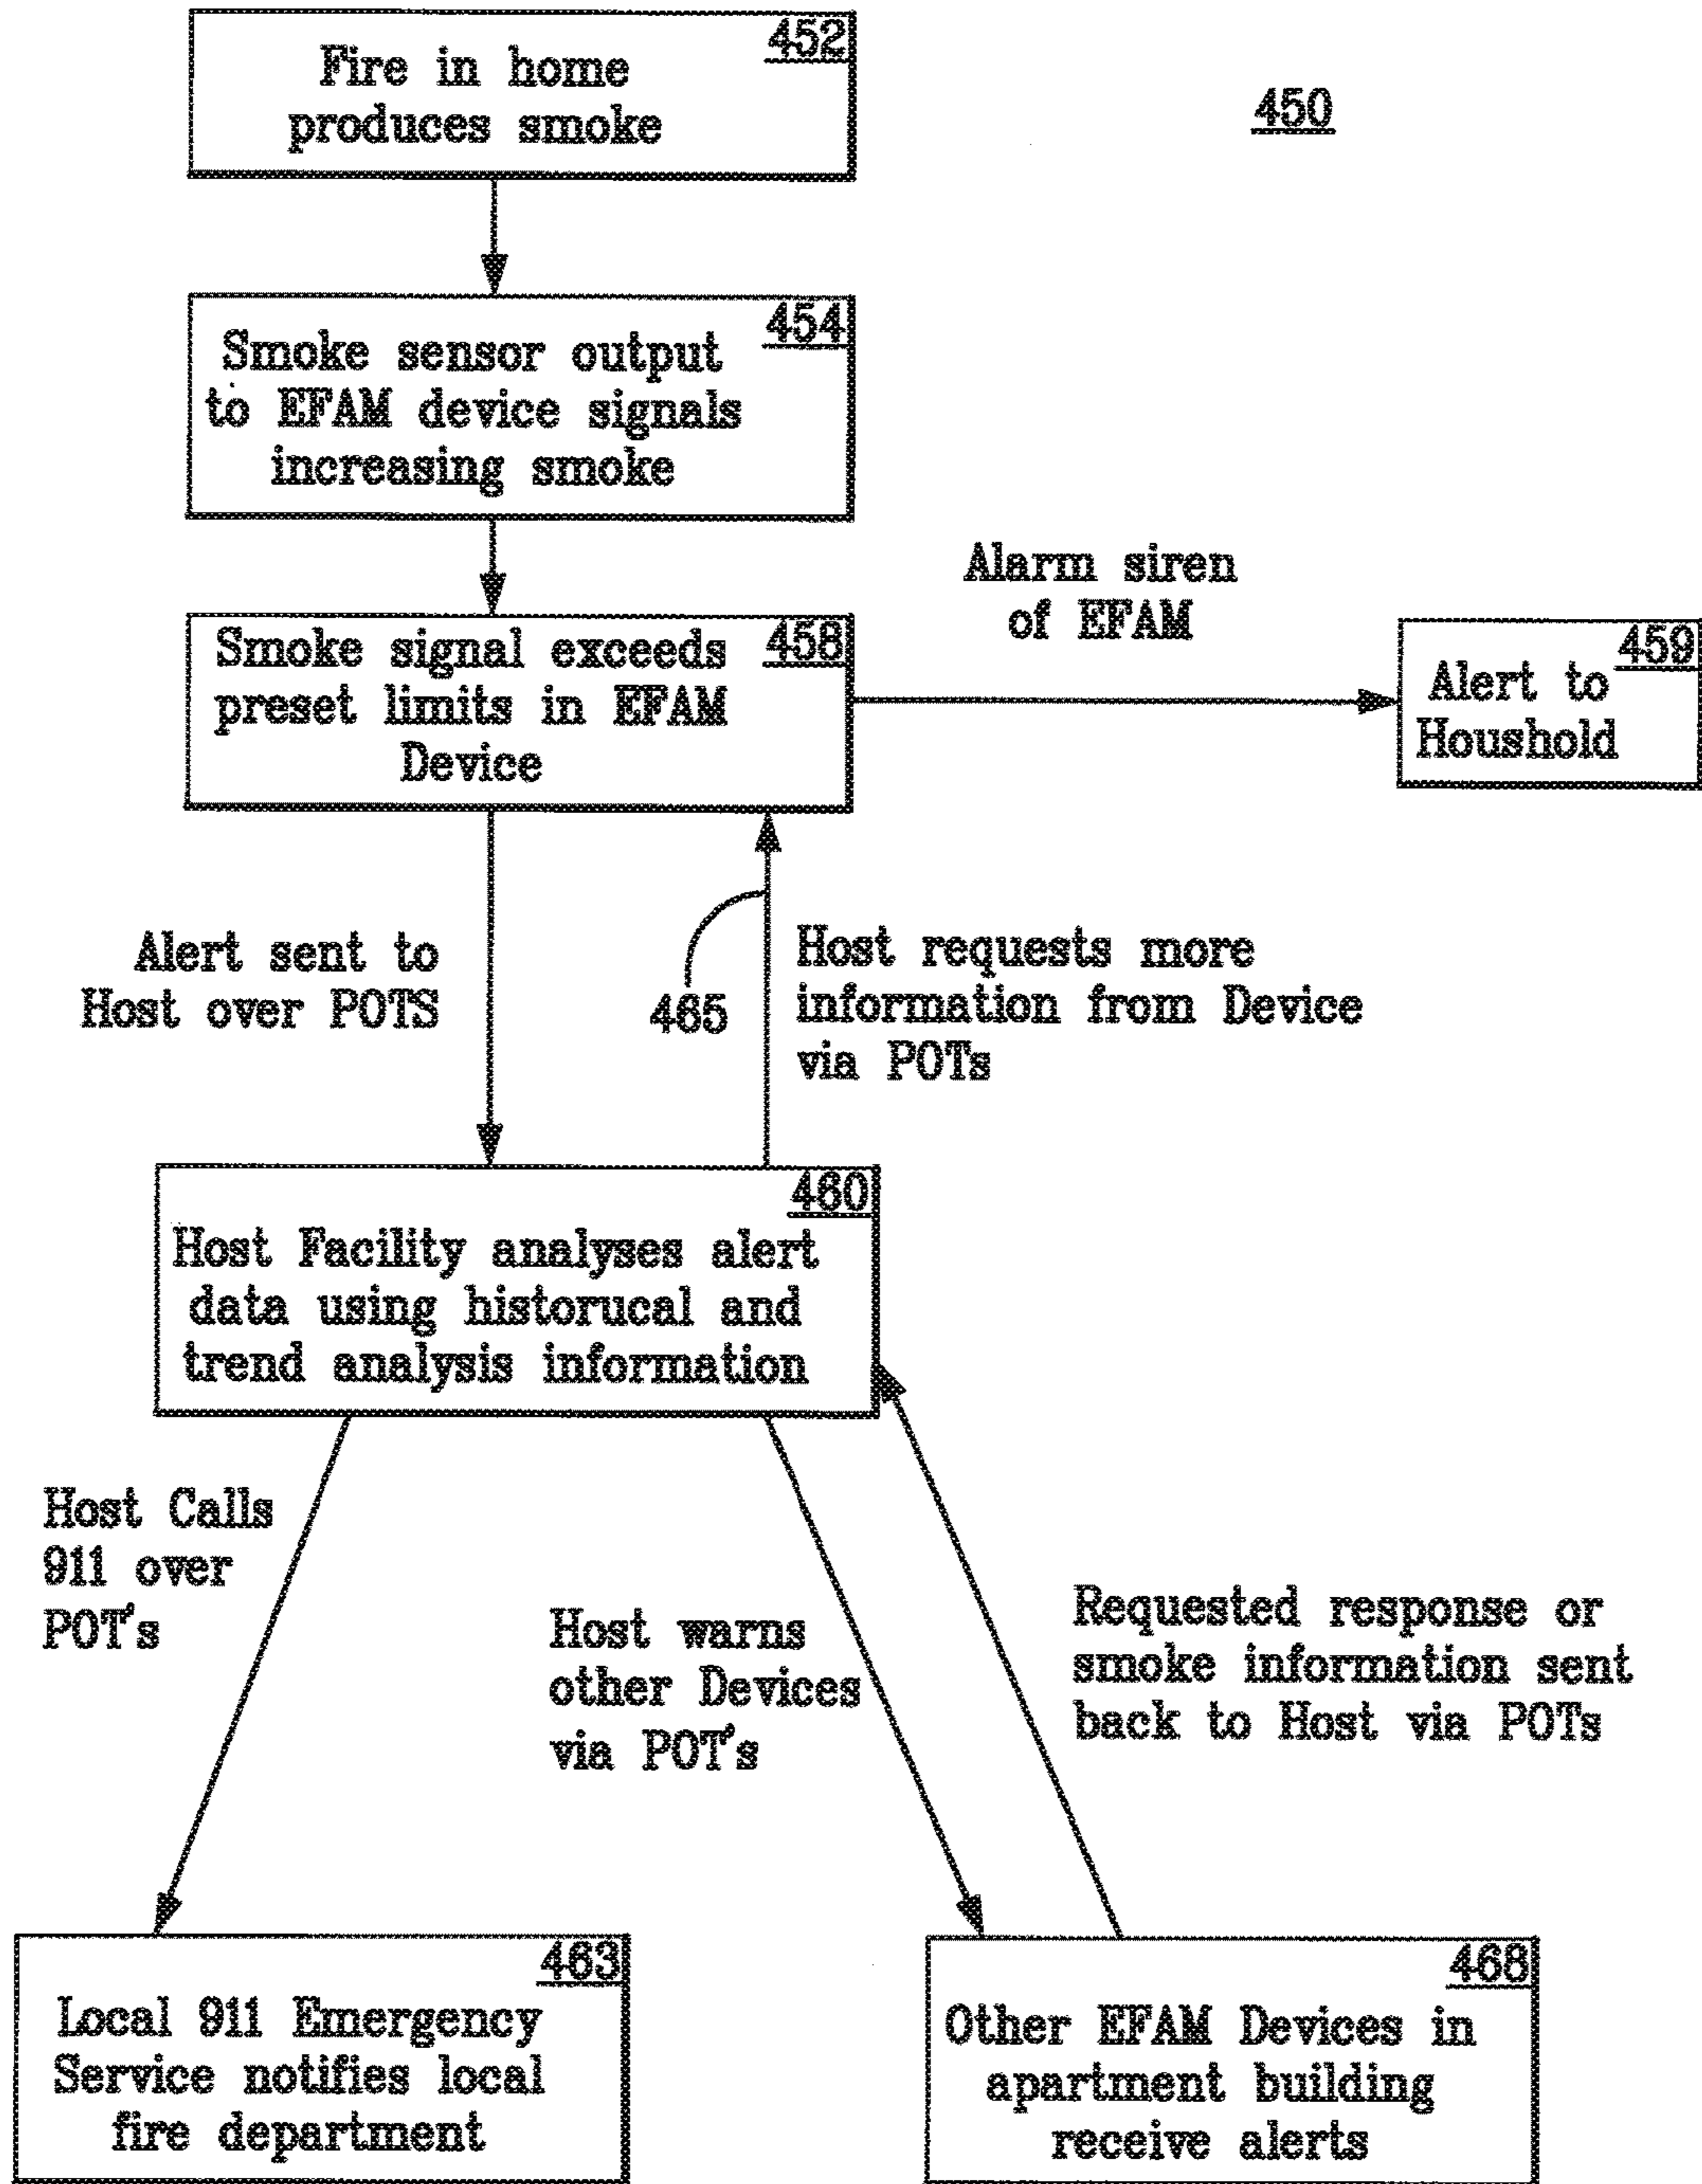 452
Fire in home
produces smoke
450
454
Smoke sensor output
to EFAM device signals
increasing smoke
Alarm siren
of EFAM
458
Smoke signal exceeds
preset limits in EFAM
Device
459
Alert to
Houshold
Alert sent to
Host over POTS
465
Host requests more
information from Device
via POTs
460
Host Facility analyses alert
data using historucal and
trend analysis information
Host Calls
911 over
POT's
Host warns
other Devices
via POT's
Requested response or
smoke information sent
back to Host via POTs
463
Local 911 Emergency
Service notifies local
fire department
468
Other EFAM Devices in
apartment building
receive alerts